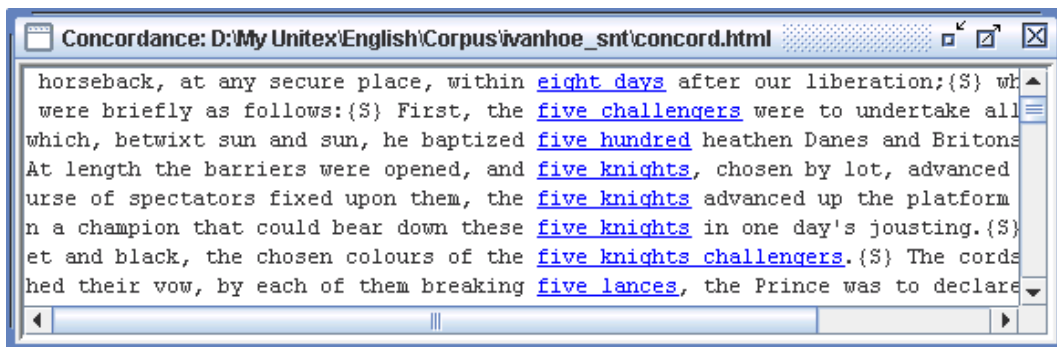 Concordance: D:\My Unitex\English\Corpus\ivanhoe_snt\concord.html
horseback, at any secure place, within eight days after our liberation;{S} wh
were briefly as follows:{S} First, the five challengers were to undertake all
which, betwixt sun and sun, he baptized five hundred heathen Danes and Britons
At length the barriers were opened, and five knights, chosen by lot, advanced
urse of spectators fixed upon them, the five knights advanced up the platform
n a champion that could bear down these five knights in one day's jousting.{S}
et and black, the chosen colours of the five knights challengers.{S} The cords
hed their vow, by each of them breaking five lances, the Prince was to declare